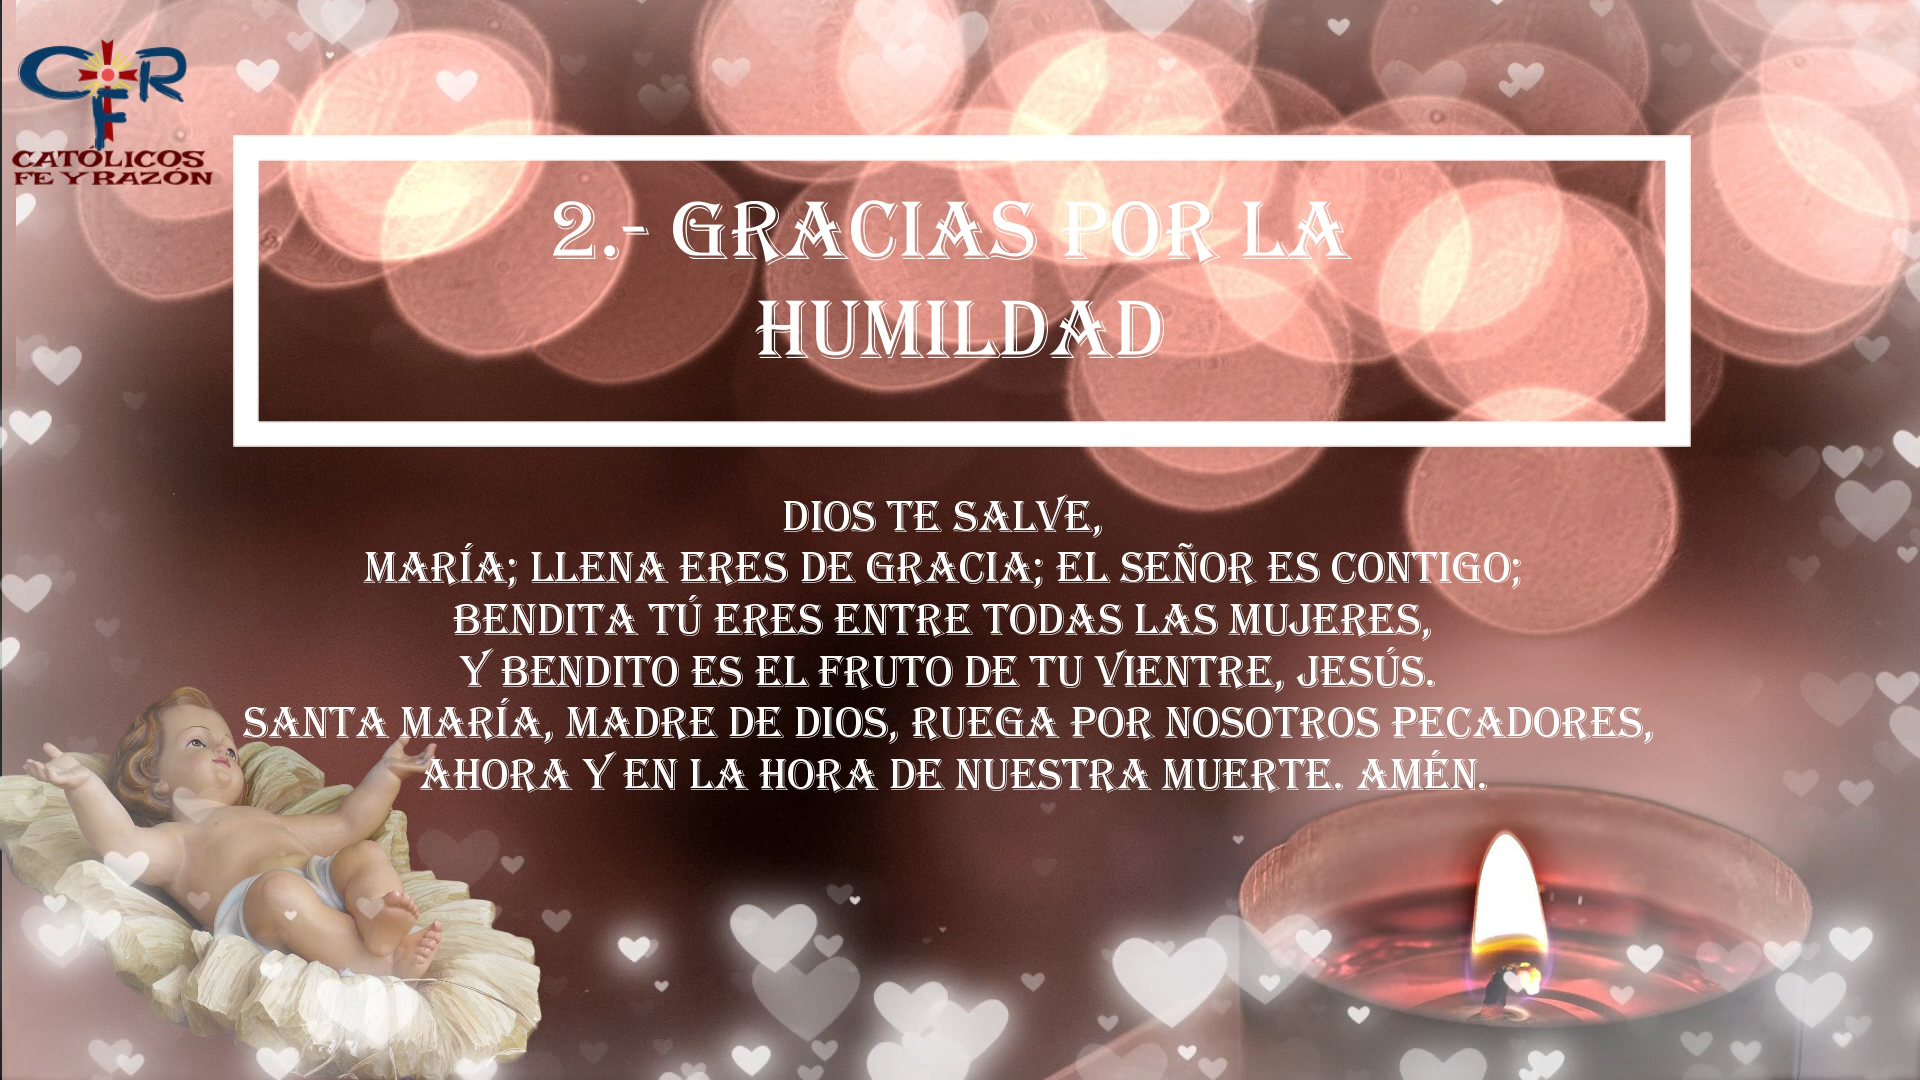 CFR
CATÓLICOS
FE Y RAZÓN
2.- GRACIAS POR LA
HUMILDAD
DIOS TE SALVE,
MARÍA; LLENA ERES DE GRACIA; EL SEÑOR ES CONTIGO;
BENDITA TÚ ERES ENTRE TODAS LAS MUJERES,
Y BENDITO ES EL FRUTO DE TU VIENTRE, JESÚS.
SANTA MARÍA, MADRE DE DIOS, RUEGA POR NOSOTROS PECADORES,
AHORA Y EN LA HORA DE NUESTRA MUERTE. AMÉN.